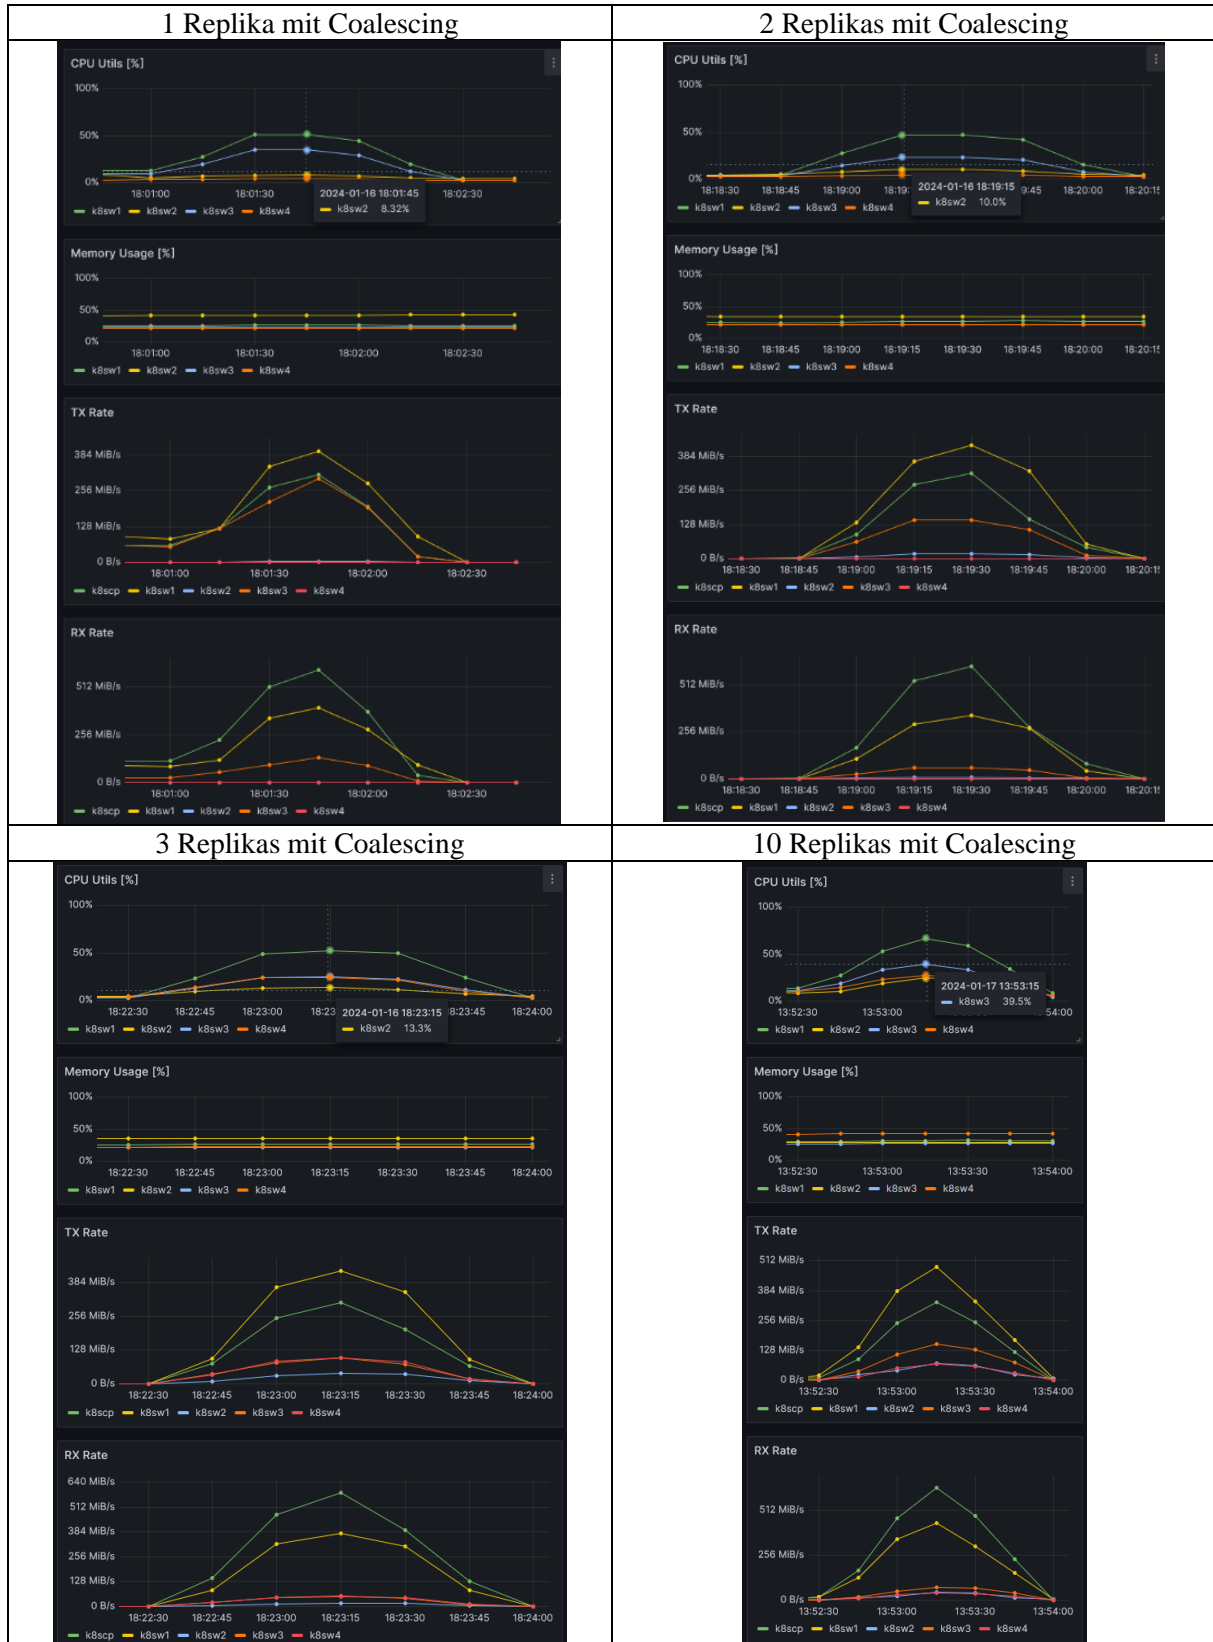 1 Replika mit Coalescing
CPU Utils [%]
100%
50%
0%
18:01:00 18:01:30 18:02:30
2024-01-16 18:01:45
k8sw2 8.32%
k8sw1 k8sw2 k8sw3 k8sw4
Memory Usage [%]
100%
50%
0%
18:01:00 18:01:30 18:02:00 18:02:30
k8sw1 k8sw2 k8sw3 k8sw4
TX Rate
384 MiB/s
256 MiB/s
128 MiB/s
0 B/s
18:01:00 18:01:30 18:02:00 18:02:30
k8scp k8sw1 k8sw2 k8sw3 k8sw4
RX Rate
512 MiB/s
256 MiB/s
0 B/s
18:01:00 18:01:30 18:02:00 18:02:30
k8scp k8sw1 k8sw2 k8sw3 k8sw4
2 Replikas mit Coalescing
CPU Utils [%]
100%
50%
0%
18:18:30 18:18:45 18:19:00 18:19: 18:19:45 18:20:00 18:20:15
2024-01-16 18:19:15
k8sw2 10.0%
k8sw1 k8sw2 k8sw3 k8sw4
Memory Usage [%]
100%
50%
0%
18:18:30 18:18:45 18:19:00 18:19:15 18:19:30 18:19:45 18:20:00 18:20:15
k8sw1 k8sw2 k8sw3 k8sw4
TX Rate
384 MiB/s
256 MiB/s
128 MiB/s
0 B/s
18:18:30 18:18:45 18:19:00 18:19:15 18:19:30 18:19:45 18:20:00 18:20:15
k8scp k8sw1 k8sw2 k8sw3 k8sw4
RX Rate
512 MiB/s
256 MiB/s
0 B/s
18:18:30 18:18:45 18:19:00 18:19:15 18:19:30 18:19:45 18:20:00 18:20:15
k8scp k8sw1 k8sw2 k8sw3 k8sw4
3 Replikas mit Coalescing
CPU Utils [%]
100%
50%
0%
18:22:30 18:22:45 18:23:00 18:23 18:23:45 18:24:00
2024-01-16 18:23:15
k8sw2 13.3%
k8sw1 k8sw2 k8sw3 k8sw4
Memory Usage [%]
100%
50%
0%
18:22:30 18:22:45 18:23:00 18:23:15 18:23:30 18:23:45 18:24:00
k8sw1 k8sw2 k8sw3 k8sw4
TX Rate
384 MiB/s
256 MiB/s
128 MiB/s
0 B/s
18:22:30 18:22:45 18:23:00 18:23:15 18:23:30 18:23:45 18:24:00
k8scp k8sw1 k8sw2 k8sw3 k8sw4
RX Rate
640 MiB/s
512 MiB/s
384 MiB/s
256 MiB/s
128 MiB/s
0 B/s
18:22:30 18:22:45 18:23:00 18:23:15 18:23:30 18:23:45 18:24:00
k8scp k8sw1 k8sw2 k8sw3 k8sw4
10 Replikas mit Coalescing
CPU Utils [%]
100%
50%
0%
13:52:30 13:53:00 54:00
2024-01-17 13:53:15
k8sw3 39.5%
k8sw1 k8sw2 k8sw3 k8sw4
Memory Usage [%]
100%
50%
0%
13:52:30 13:53:00 13:53:30 13:54:00
k8sw1 k8sw2 k8sw3 k8sw4
TX Rate
512 MiB/s
384 MiB/s
256 MiB/s
128 MiB/s
0 B/s
13:52:30 13:53:00 13:53:30 13:54:00
k8scp k8sw1 k8sw2 k8sw3 k8sw4
RX Rate
512 MiB/s
256 MiB/s
0 B/s
13:52:30 13:53:00 13:53:30 13:54:00
k8scp k8sw1 k8sw2 k8sw3 k8sw4